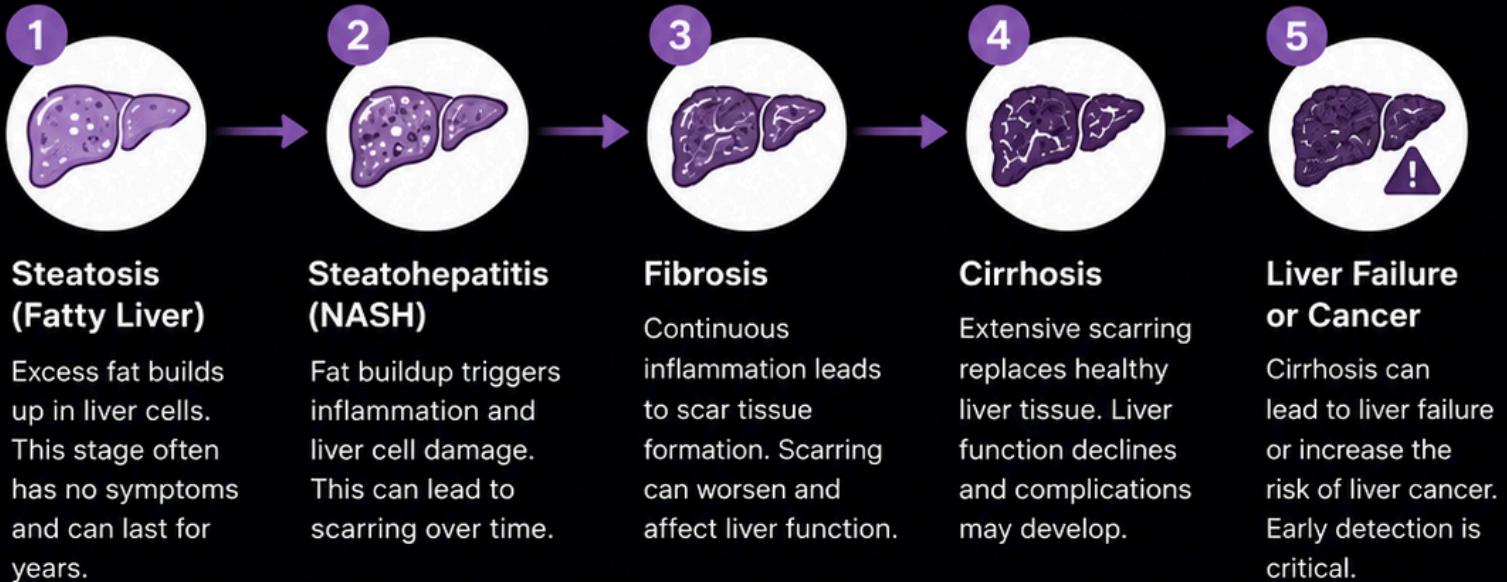 1
Steatosis
(Fatty Liver)
Excess fat builds
up in liver cells.
This stage often
has no symptoms
and can last for
years.
2
Steatohepatitis
(NASH)
Fat buildup triggers
inflammation and
liver cell damage.
This can lead to
scarring over time.
3
Fibrosis
Continuous
inflammation leads
to scar tissue
formation. Scarring
can worsen and
affect liver function.
4
Cirrhosis
Extensive scarring
replaces healthy
liver tissue. Liver
function declines
and complications
may develop.
5
!
Liver Failure
or Cancer
Cirrhosis can
lead to liver failure
or increase the
risk of liver cancer.
Early detection is
critical.